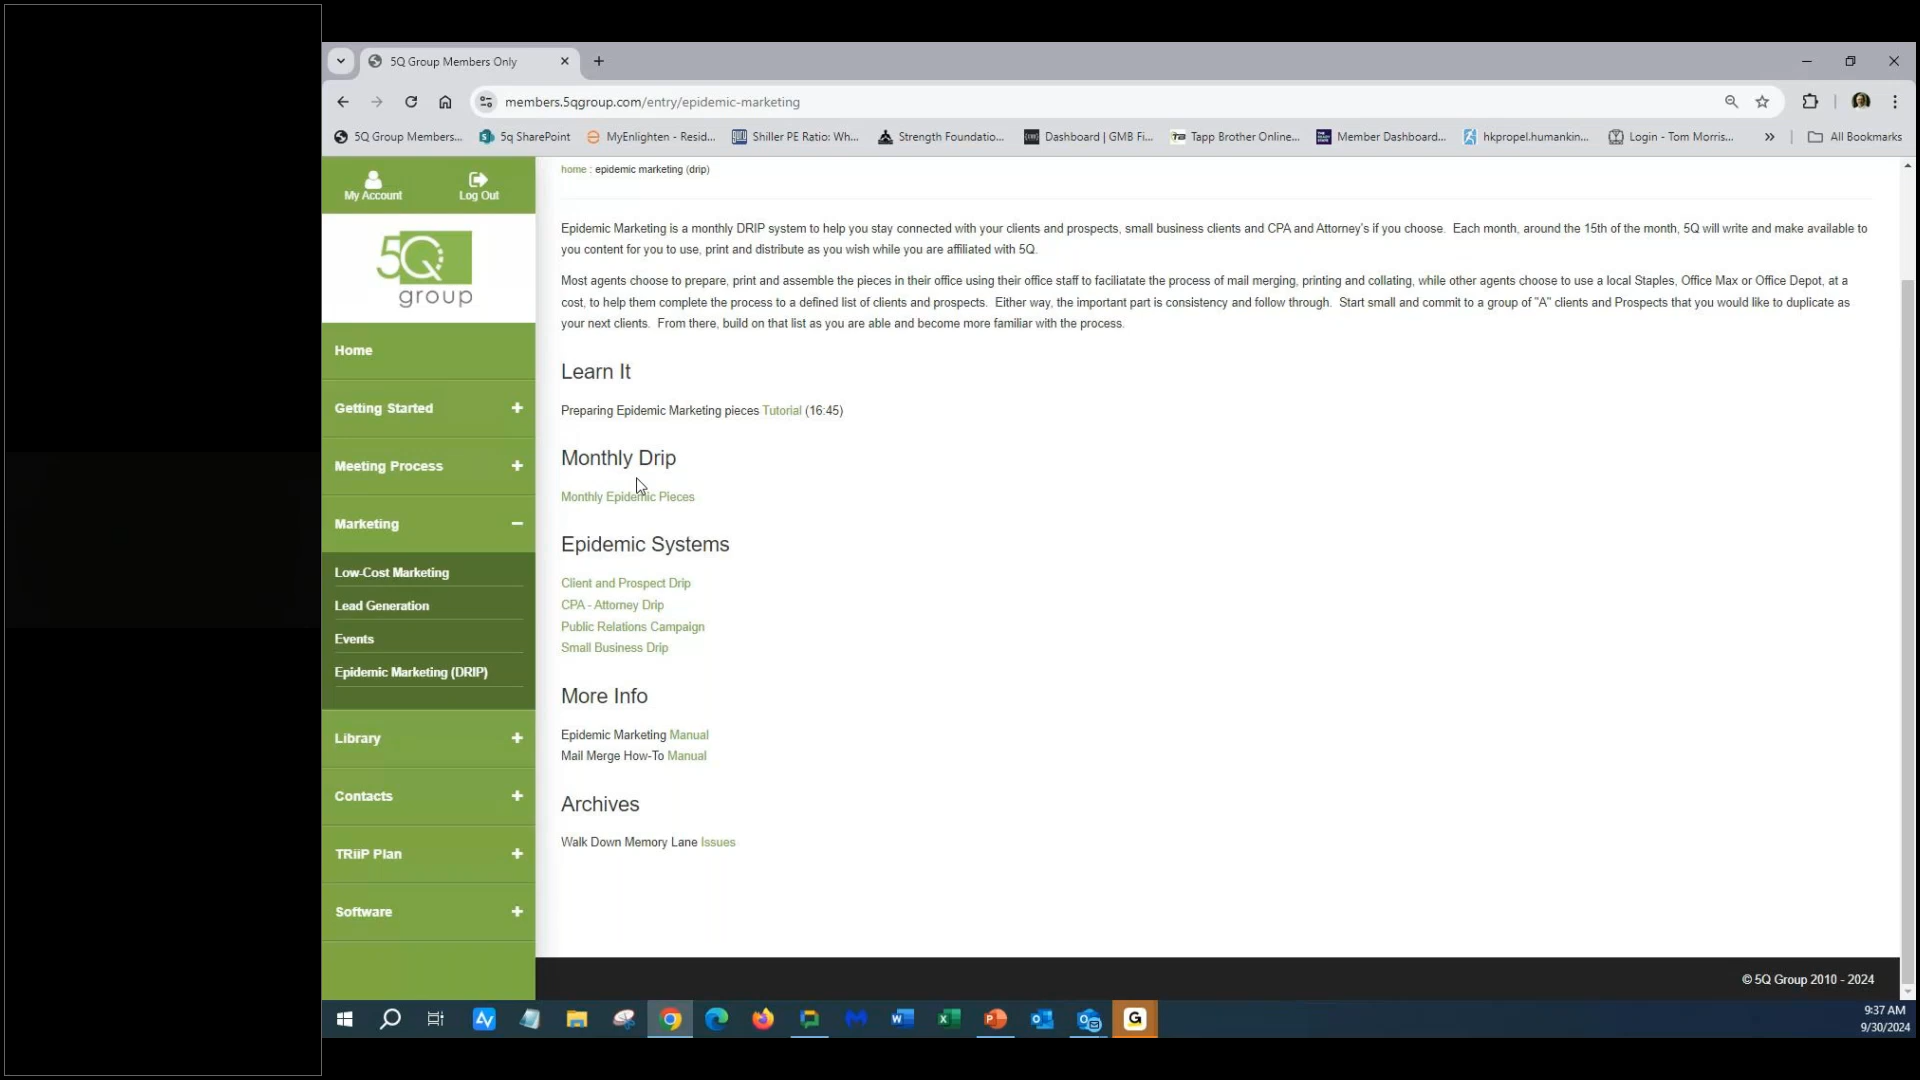 5Q Group Members Only
members.5qgroup.com/entry/epidemic-marketing
5Q Group Members...
5q SharePoint
MyEnlighten - Resid...
Shiller PE Ratio: Wh...
Strength Foundatio...
Dashboard | GMB Fi...
Tapp Brother Online...
Member Dashboard...
hkpropel.humankin...
Login - Tom Morris...
All Bookmarks
My Account
Log Out
5Q
group
Home
Getting Started
Meeting Process
Marketing
Low-Cost Marketing
Lead Generation
Events
Epidemic Marketing (DRIP)
Library
Contacts
TRiiP Plan
Software
home : epidemic marketing (drip)
Epidemic Marketing is a monthly DRIP system to help you stay connected with your clients and prospects, small business clients and CPA and Attorney's if you choose. Each month, around the 15th of the month, 5Q will write and make available to
you content for you to use, print and distribute as you wish while you are affiliated with 5Q.
Most agents choose to prepare, print and assemble the pieces in their office using their office staff to faciliatate the process of mail merging, printing and collating, while other agents choose to use a local Staples, Office Max or Office Depot, at a
cost, to help them complete the process to a defined list of clients and prospects. Either way, the important part is consistency and follow through. Start small and commit to a group of "A" clients and Prospects that you would like to duplicate as
your next clients. From there, build on that list as you are able and become more familiar with the process.
Learn It
Preparing Epidemic Marketing pieces Tutorial (16:45)
Monthly Drip
Monthly Epidemic Pieces
Epidemic Systems
Client and Prospect Drip
CPA - Attorney Drip
Public Relations Campaign
Small Business Drip
More Info
Epidemic Marketing Manual
Mail Merge How-To Manual
Archives
Walk Down Memory Lane Issues
© 5Q Group 2010 - 2024
9:37 AM
9/30/2024